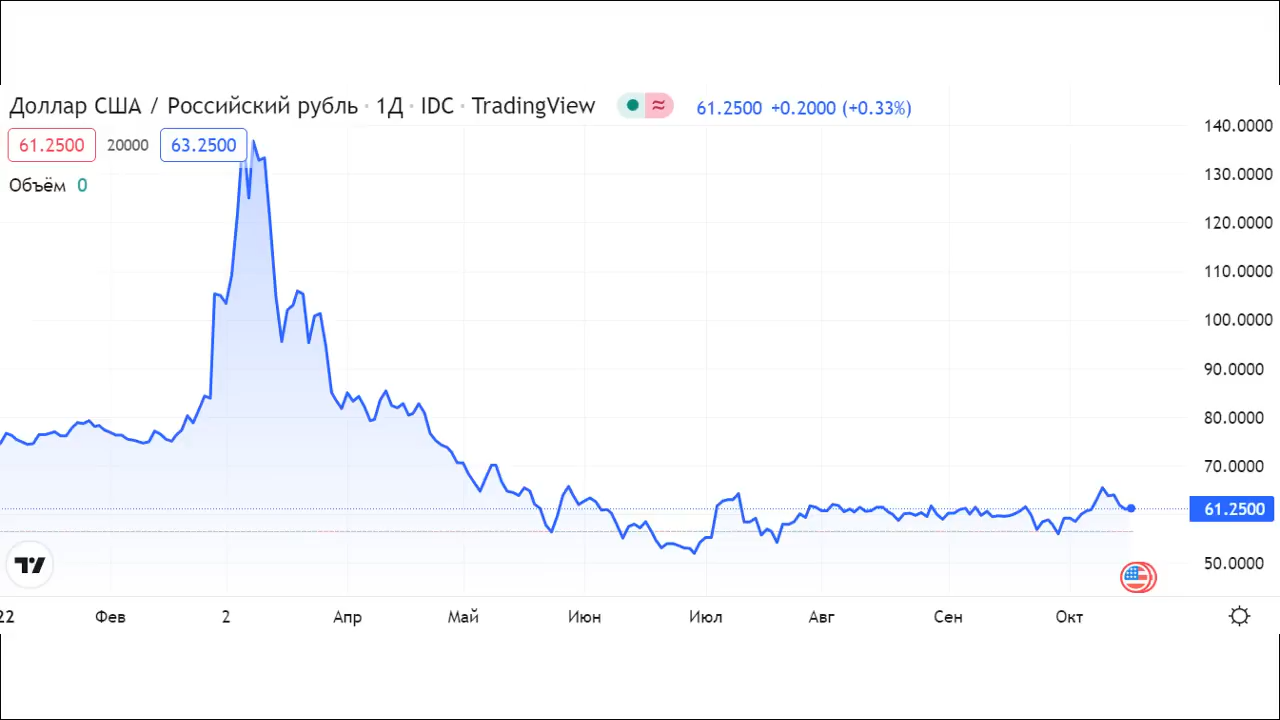 Доллар США / Российский рубль · 1Д · IDC · TradingView ≈ 61.2500 +0.2000 (+0.33%)
61.2500 20000 63.2500
Объём 0
140.0000
130.0000
120.0000
110.0000
100.0000
90.0000
80.0000
70.0000
61.2500
50.0000
22 Фев 2 Апр Май Июн Июл Авг Сен Окт